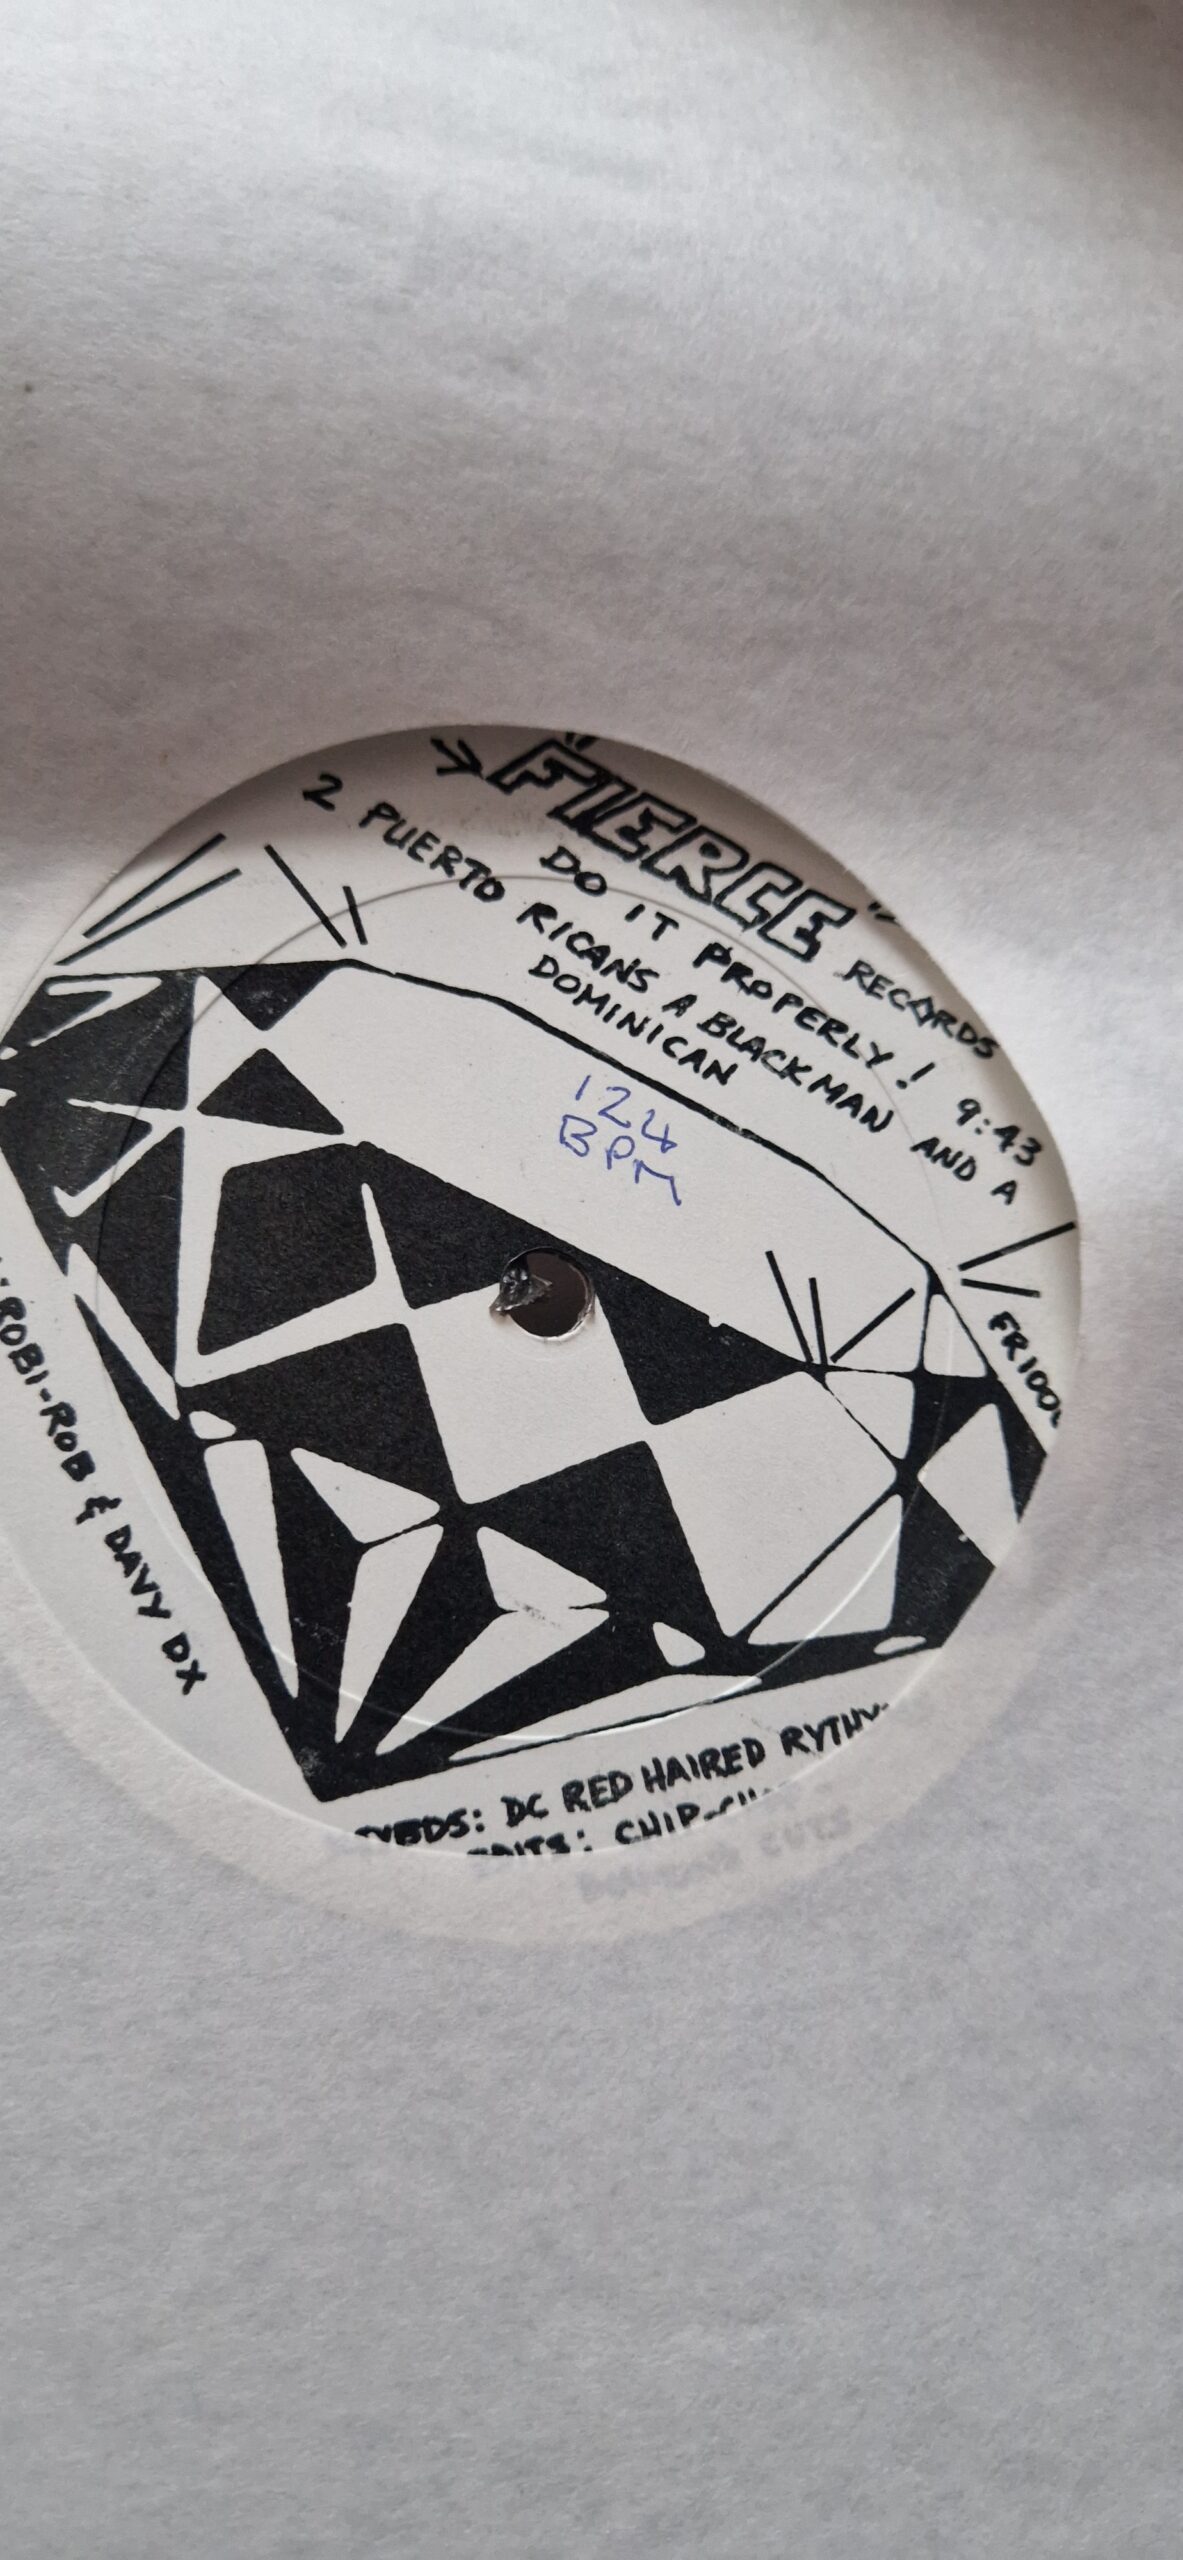 "FIERCE" RECORDS
DO IT PROPERLY! 9:43
2 PUERTO RICANS A BLACKMAN AND A
DOMINICAN
124
BPM
ROBI-ROB & DAVY DX
DC RED HAIRED